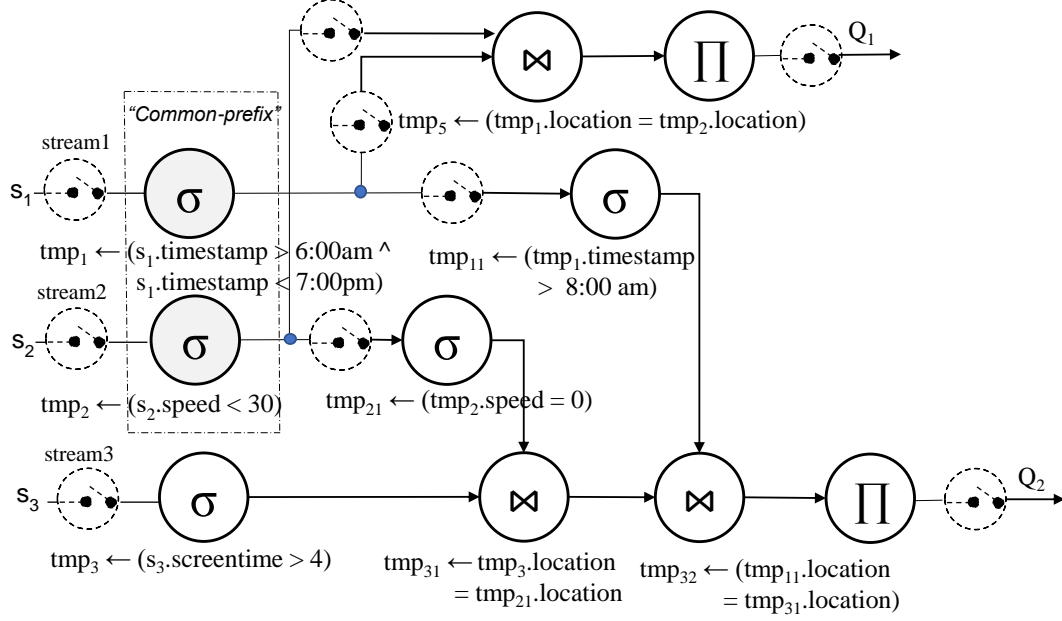 Q₁
⋈
∏
"Common-prefix"
tmp₅ ← (tmp₁.location = tmp₂.location)
stream1
s₁
σ
σ
tmp₁ ← (s₁.timestamp > 6:00am ^
s₁.timestamp < 7:00pm)
tmp₁₁ ← (tmp₁.timestamp
> 8:00 am)
stream2
s₂
σ
σ
tmp₂ ← (s₂.speed < 30)
tmp₂₁ ← (tmp₂.speed = 0)
stream3
s₃
σ
⋈
⋈
∏
Q₂
tmp₃ ← (s₃.screentime > 4)
tmp₃₁ ← tmp₃.location
= tmp₂₁.location
tmp₃₂ ← (tmp₁₁.location
= tmp₃₁.location)